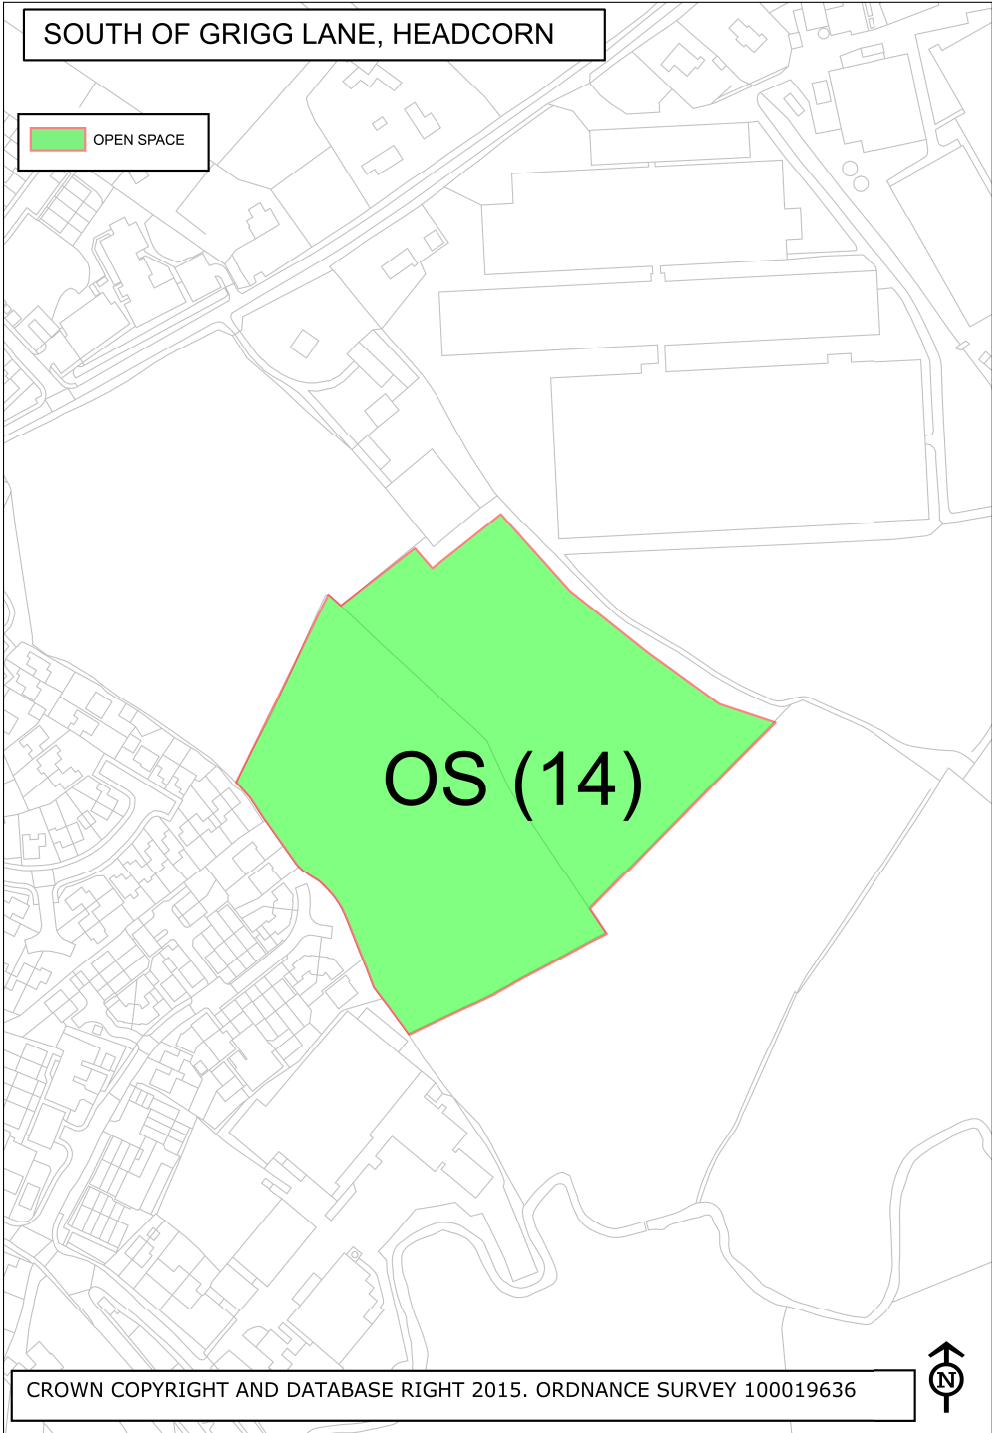 SOUTH OF GRIGG LANE, HEADCORN
OPEN SPACE
OS (14)
CROWN COPYRIGHT AND DATABASE RIGHT 2015. ORDNANCE SURVEY 100019636
N